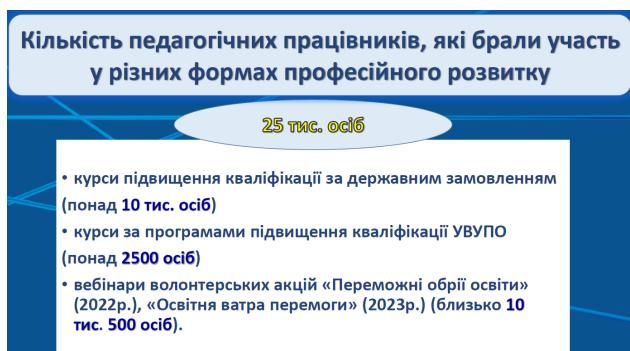 Кількість педагогічних працівників, які брали участь
у різних формах професійного розвитку
25 тис. осіб
• курси підвищення кваліфікації за державним замовленням
(понад 10 тис. осіб)
• курси за програмами підвищення кваліфікації УВУПО
(понад 2500 осіб)
• вебінари волонтерських акцій «Переможні обрії освіти»
(2022р.), «Освітня ватра перемоги» (2023р.) (близько 10
тис. 500 осіб).